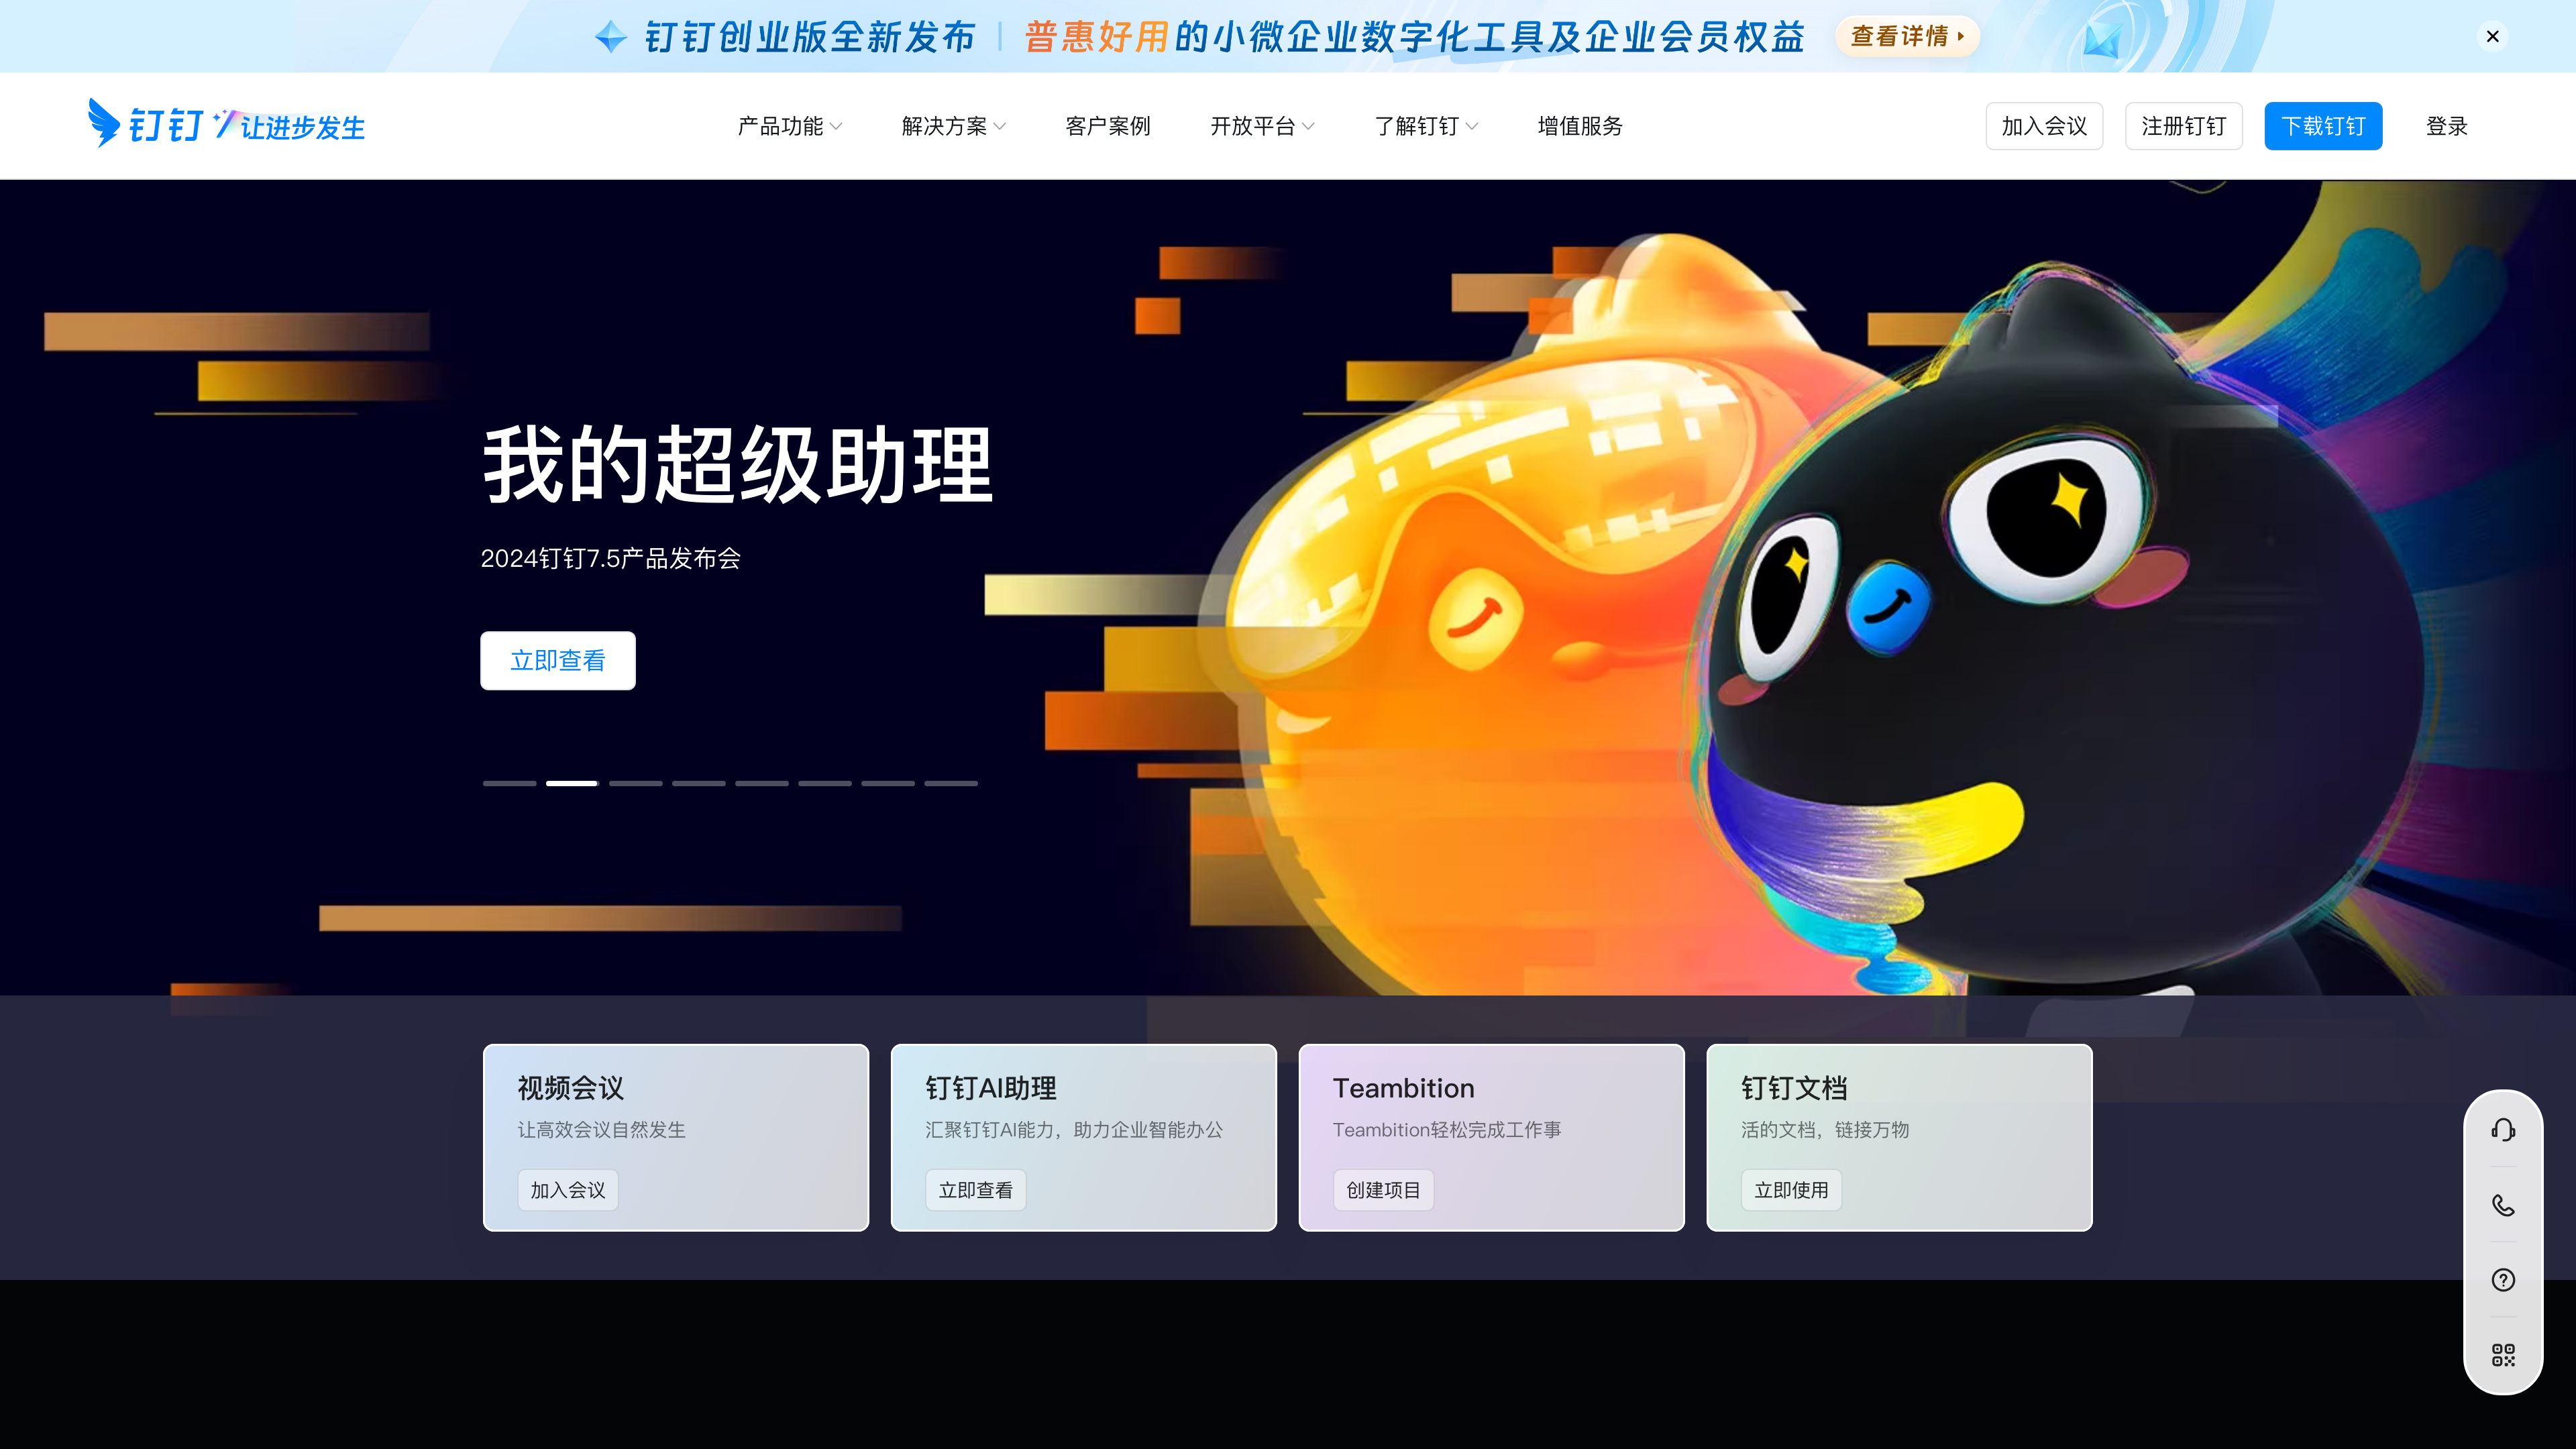 钉钉创业版全新发布 | 普惠好用的小微企业数字化工具及企业会员权益 查看详情
钉钉 7 让进步发生
产品功能 解决方案 客户案例 开放平台 了解钉钉 增值服务
加入会议 注册钉钉 下载钉钉 登录
我的超级助理
2024钉钉7.5产品发布会
立即查看
视频会议
让高效会议自然发生
加入会议
钉钉AI助理
汇聚钉钉AI能力，助力企业智能办公
立即查看
Teambition
Teambition轻松完成工作事
创建项目
钉钉文档
活的文档，链接万物
立即使用